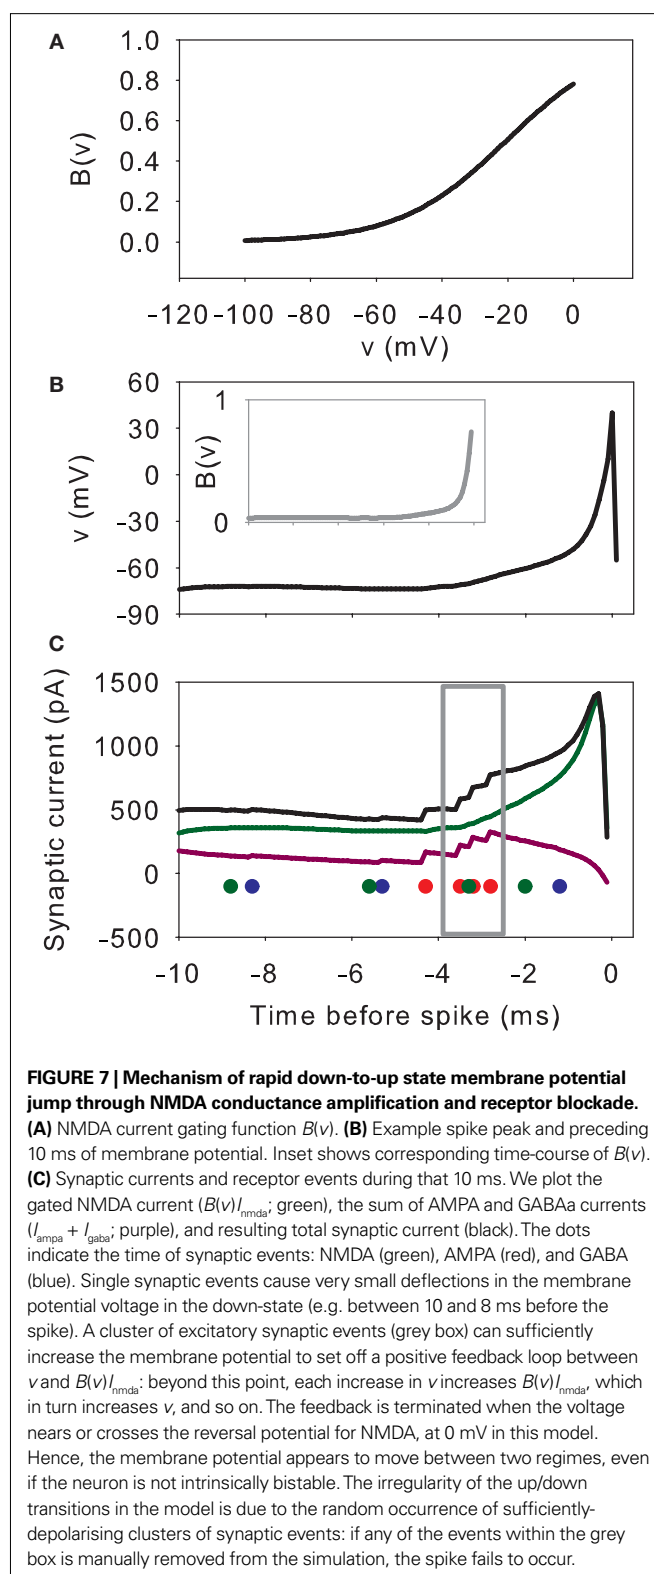 A
1.0
0.8
0.6
0.4
0.2
0.0
B(v)
-120 -100 -80 -60 -40 -20 0
v (mV)
B
60
30
0
-30
-60
-90
v (mV)
1
0
B(v)
C
1500
1000
500
0
-500
Synaptic current (pA)
-10 -8 -6 -4 -2 0
Time before spike (ms)
FIGURE 7 | Mechanism of rapid down-to-up state membrane potential
jump through NMDA conductance amplification and receptor blockade.
(A) NMDA current gating function B(v). (B) Example spike peak and preceding
10 ms of membrane potential. Inset shows corresponding time-course of B(v).
(C) Synaptic currents and receptor events during that 10 ms. We plot the
gated NMDA current (B(v)Inmda; green), the sum of AMPA and GABAa currents
(Iampa + Igaba; purple), and resulting total synaptic current (black). The dots
indicate the time of synaptic events: NMDA (green), AMPA (red), and GABA
(blue). Single synaptic events cause very small deflections in the membrane
potential voltage in the down-state (e.g. between 10 and 8 ms before the
spike). A cluster of excitatory synaptic events (grey box) can sufficiently
increase the membrane potential to set off a positive feedback loop between
v and B(v)Inmda: beyond this point, each increase in v increases B(v)Inmda, which
in turn increases v, and so on. The feedback is terminated when the voltage
nears or crosses the reversal potential for NMDA, at 0 mV in this model.
Hence, the membrane potential appears to move between two regimes, even
if the neuron is not intrinsically bistable. The irregularity of the up/down
transitions in the model is due to the random occurrence of sufficiently-
depolarising clusters of synaptic events: if any of the events within the grey
box is manually removed from the simulation, the spike fails to occur.